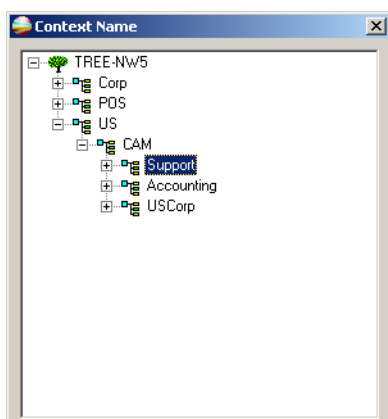 Context Name
TREE-NW5
Corp
POS
US
CAM
Support
Accounting
USCorp